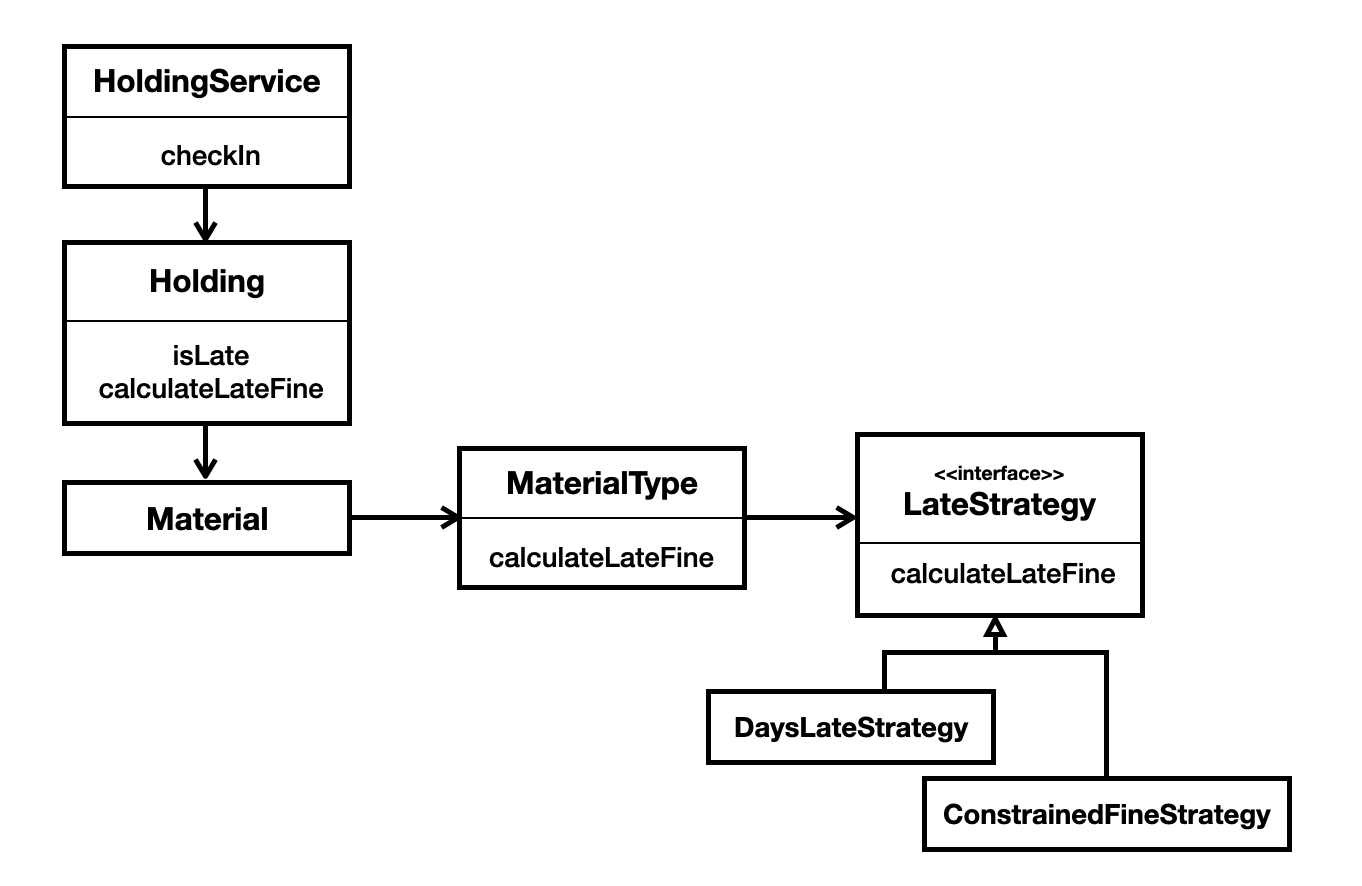 HoldingService
checkIn
Holding
isLate
calculateLateFine
Material
MaterialType
calculateLateFine
<<interface>>
LateStrategy
calculateLateFine
DaysLateStrategy
ConstrainedFineStrategy